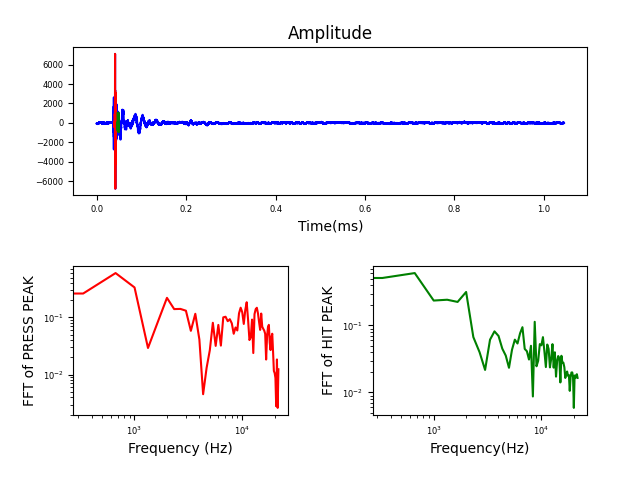 Amplitude
6000
4000
2000
0
−2000
−4000
−6000
0.0 0.2 0.4 0.6 0.8 1.0
Time(ms)
FFT of PRESS PEAK
10⁻¹
10⁻²
10³ 10⁴
Frequency (Hz)
FFT of HIT PEAK
10⁻¹
10⁻²
10³ 10⁴
Frequency(Hz)